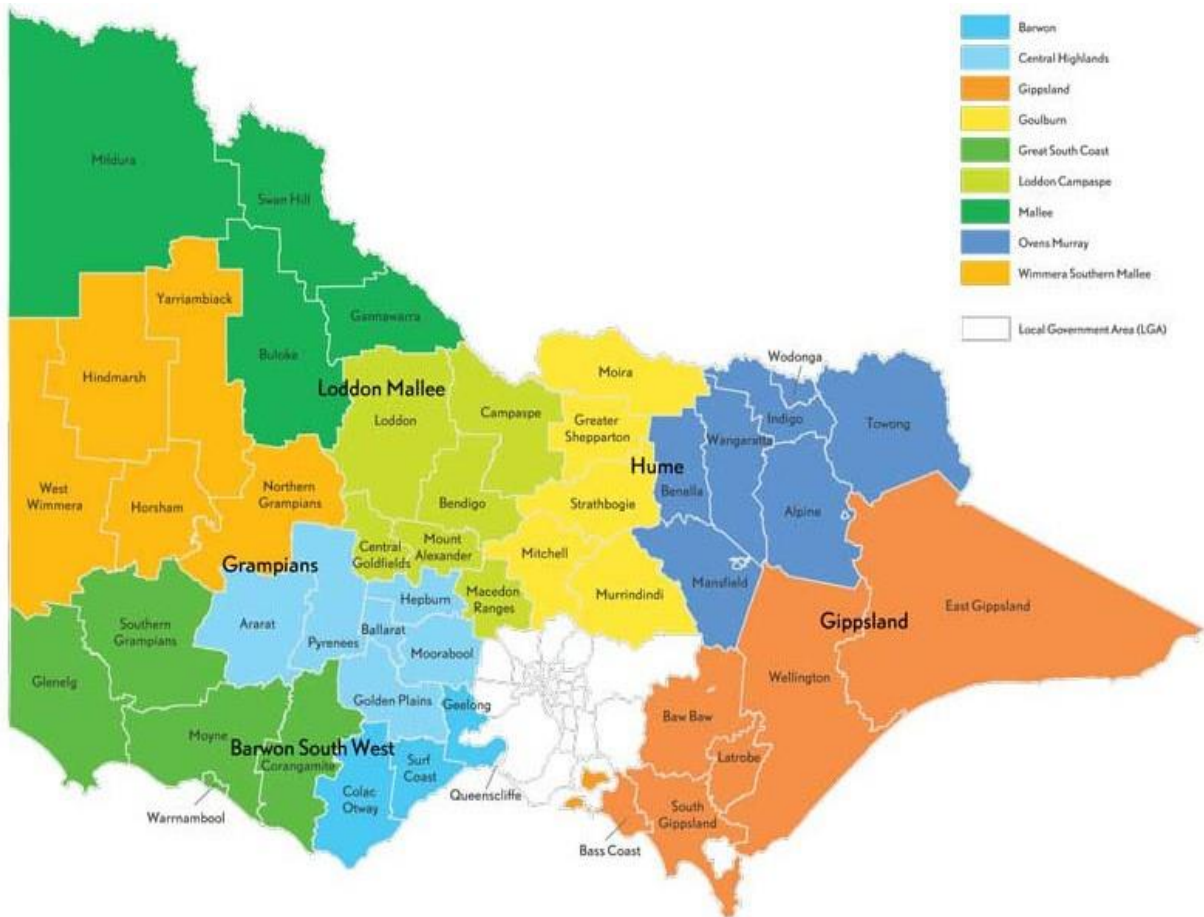 Barwon
Central Highlands
Gippsland
Goulburn
Great South Coast
Loddon Campaspe
Mallee
Ovens Murray
Wimmera Southern Mallee
Local Government Area (LGA)
Mildura
Swan Hill
Yarriambiack
Gannawarra
Hindmarsh
Buloke
Loddon Mallee
Loddon
Campaspe
Moira
Wodonga
Indigo
Towong
Greater
Shepparton
Wangaratta
Hume
Benalla
Alpine
West
Wimmera
Horsham
Northern
Grampians
Bendigo
Strathbogie
Grampians
Central
Goldfields
Mount
Alexander
Mitchell
Murrindindi
Mansfield
Macedon
Ranges
Hepburn
Ararat
Pyrenees
Ballarat
Moorabool
Southern
Grampians
Glenelg
Gippsland
East Gippsland
Wellington
Golden Plains
Geelong
Baw Baw
Latrobe
Moyne
Barwon South West
Corangamite
Surf
Coast
Colac
Otway
Queenscliffe
Warrnambool
South
Gippsland
Bass Coast